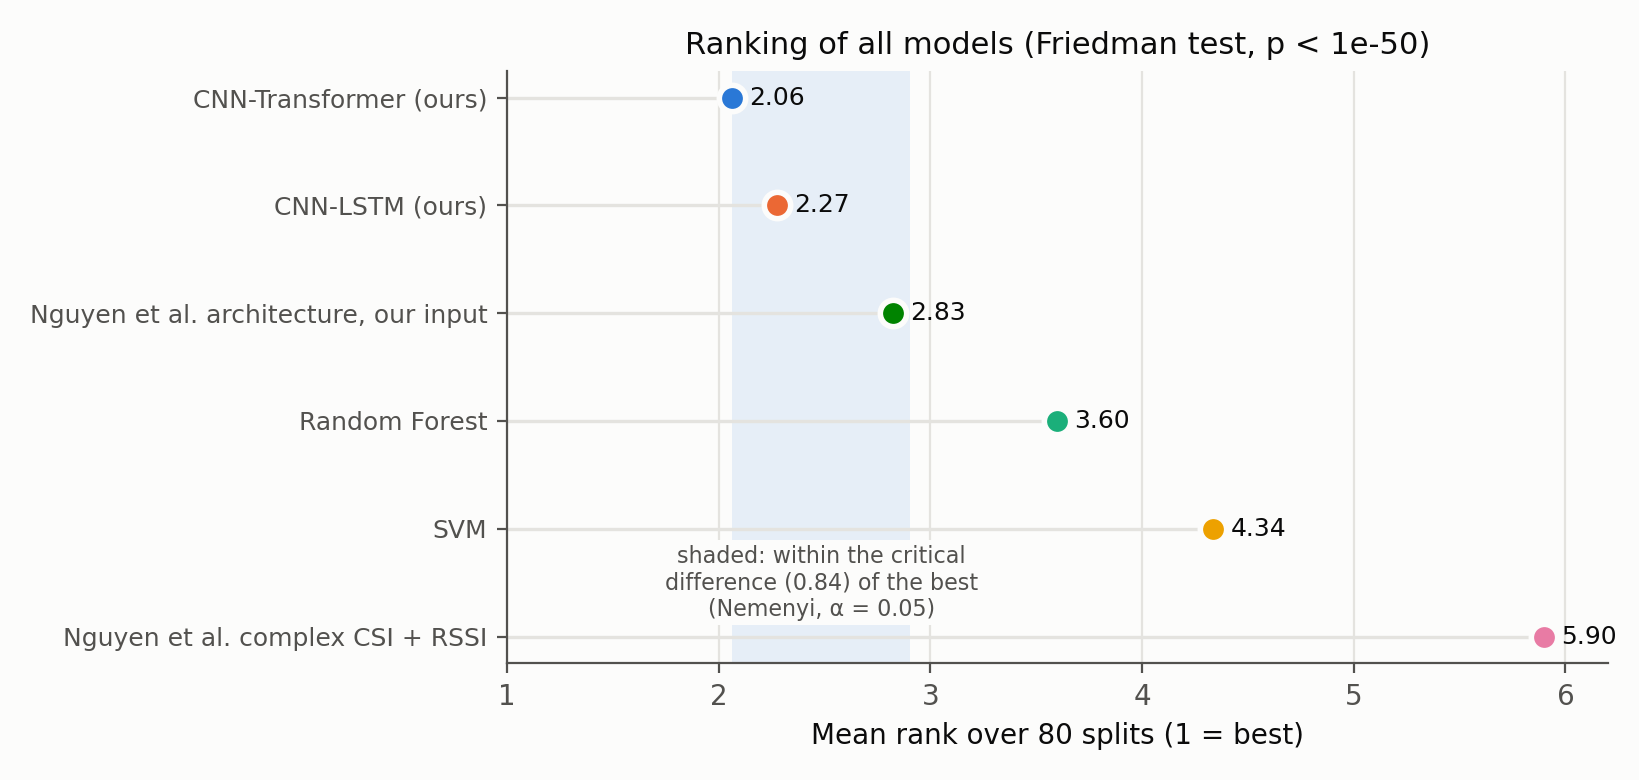 Ranking of all models (Friedman test, p < 1e-50)
CNN-Transformer (ours)
2.06
CNN-LSTM (ours)
2.27
Nguyen et al. architecture, our input
2.83
Random Forest
3.60
SVM
4.34
shaded: within the critical
difference (0.84) of the best
(Nemenyi, α = 0.05)
Nguyen et al. complex CSI + RSSI
5.90
1 2 3 4 5 6
Mean rank over 80 splits (1 = best)